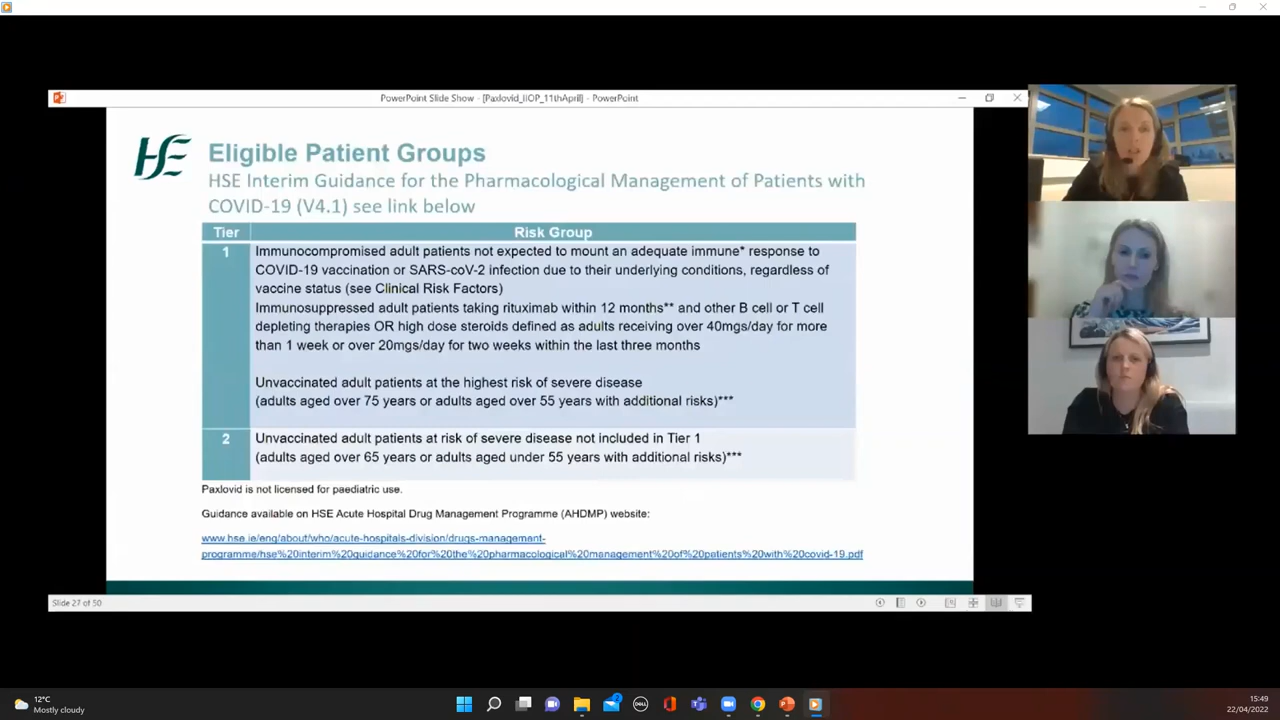 PowerPoint Slide Show - [Paxlovid_IIOP_11thApril] - PowerPoint
HSE
Eligible Patient Groups
HSE Interim Guidance for the Pharmacological Management of Patients with
COVID-19 (V4.1) see link below
Tier Risk Group
1 Immunocompromised adult patients not expected to mount an adequate immune* response to
COVID-19 vaccination or SARS-coV-2 infection due to their underlying conditions, regardless of
vaccine status (see Clinical Risk Factors)
Immunosuppressed adult patients taking rituximab within 12 months** and other B cell or T cell
depleting therapies OR high dose steroids defined as adults receiving over 40mgs/day for more
than 1 week or over 20mgs/day for two weeks within the last three months
Unvaccinated adult patients at the highest risk of severe disease
(adults aged over 75 years or adults aged over 55 years with additional risks)***
2 Unvaccinated adult patients at risk of severe disease not included in Tier 1
(adults aged over 65 years or adults aged under 55 years with additional risks)***
Paxlovid is not licensed for paediatric use.
Guidance available on HSE Acute Hospital Drug Management Programme (AHDMP) website:
www.hse.ie/eng/about/who/acute-hospitals-division/drugs-management-
programme/hse%20interim%20guidance%20for%20the%20pharmacological%20management%20of%20patients%20with%20covid-19.pdf
Slide 27 of 50
12°C
Mostly cloudy
2
DELL
15:49
22/04/2022